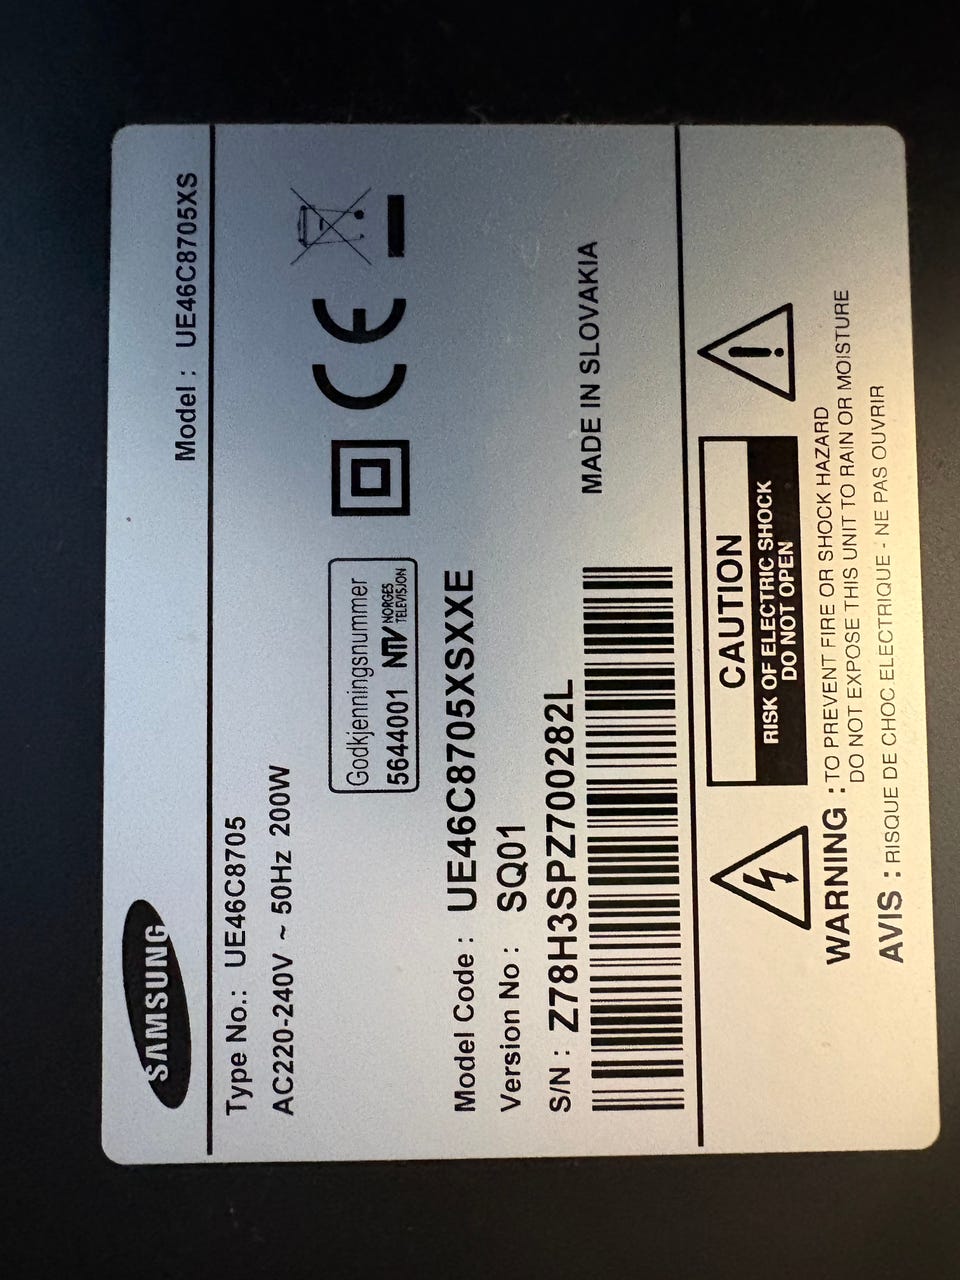 SAMSUNG
Model : UE46C8705XS
Type No.: UE46C8705
AC220-240V ~ 50Hz 200W
Godkjenningsnummer
5644001 NTV NORGES TELEVISJON
Model Code : UE46C8705XSXXE
Version No : SQ01
S/N : Z78H3SPZ700282L
MADE IN SLOVAKIA
CAUTION
RISK OF ELECTRIC SHOCK
DO NOT OPEN
WARNING : TO PREVENT FIRE OR SHOCK HAZARD
DO NOT EXPOSE THIS UNIT TO RAIN OR MOISTURE
AVIS : RISQUE DE CHOC ELECTRIQUE - NE PAS OUVRIR